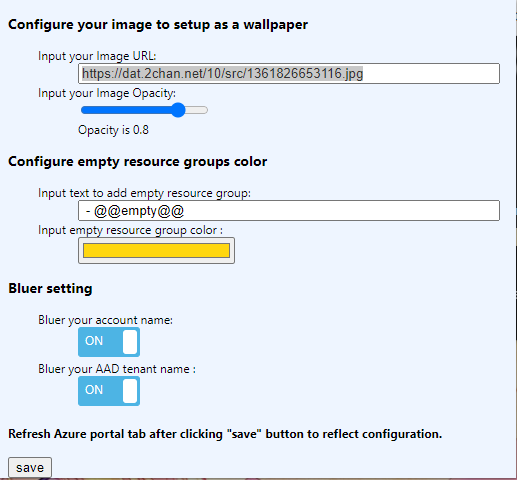 Configure your image to setup as a wallpaper
Input your Image URL:
https://dat.2chan.net/10/src/1361826653116.jpg
Input your Image Opacity:
Opacity is 0.8
Configure empty resource groups color
Input text to add empty resource group:
- @@empty@@
Input empty resource group color :
Bluer setting
Bluer your account name:
ON
Bluer your AAD tenant name :
ON
Refresh Azure portal tab after clicking "save" button to reflect configuration.
save